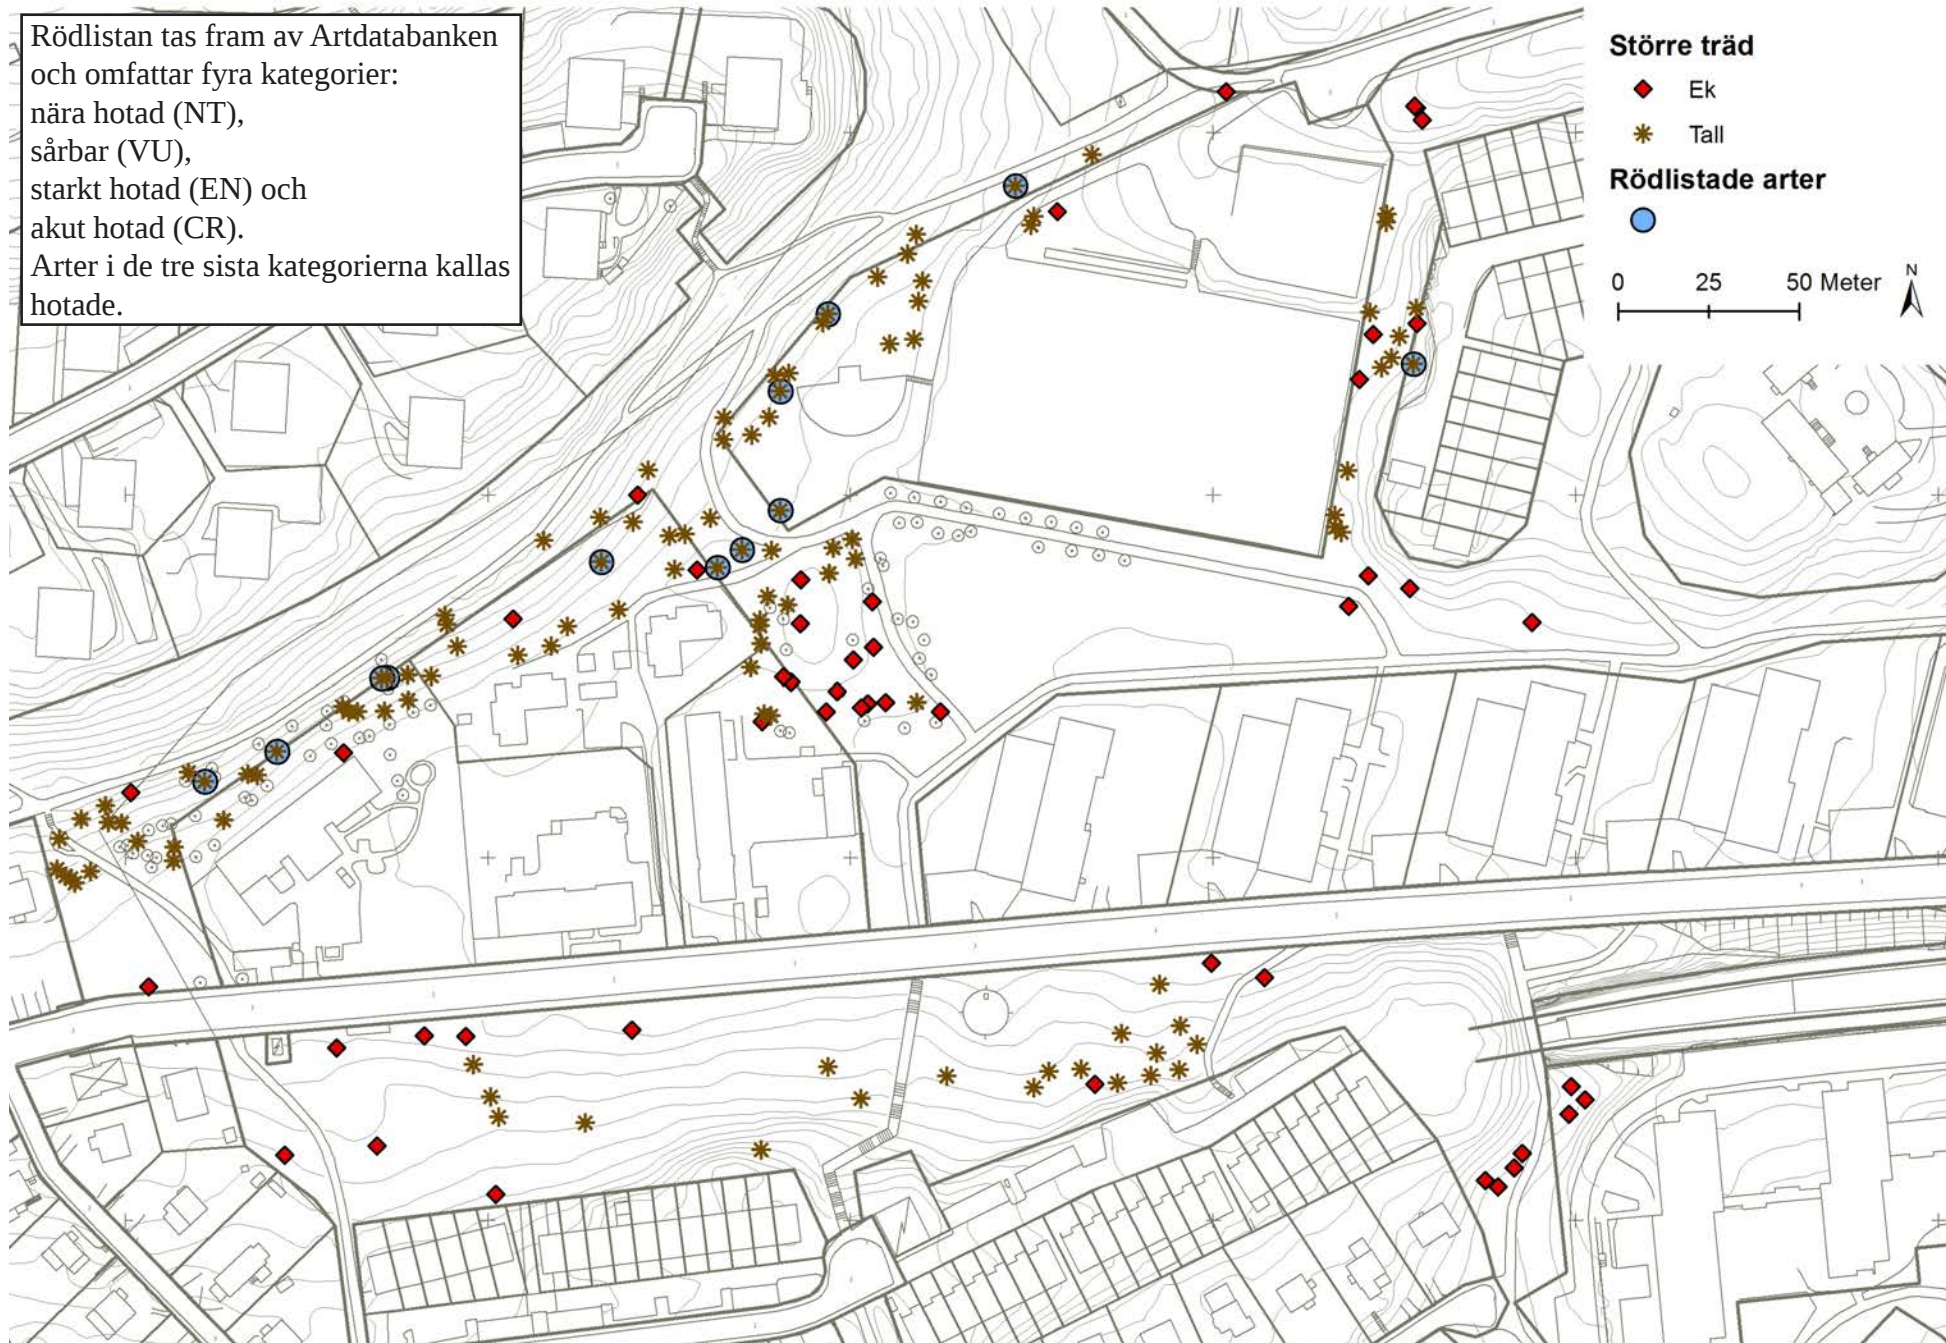 Rödlistan tas fram av Artdatabanken
och omfattar fyra kategorier:
nära hotad (NT),
sårbar (VU),
starkt hotad (EN) och
akut hotad (CR).
Arter i de tre sista kategorierna kallas
hotade.
Större träd
Ek
Tall
Rödlistade arter
0 25 50 Meter
N